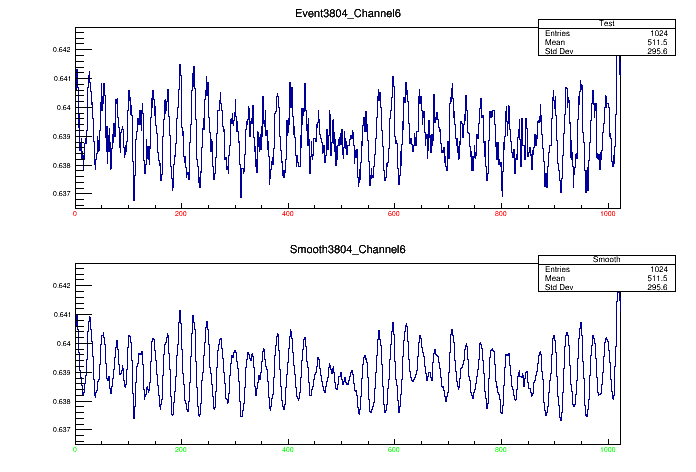 Event3804_Channel6
Test
Entries 1024
Mean 511.5
Std Dev 295.6
0.642
0.641
0.64
0.639
0.638
0.637
0 200 400 600 800 1000
Smooth3804_Channel6
Smooth
Entries 1024
Mean 511.5
Std Dev 295.6
0.642
0.641
0.64
0.639
0.638
0.637
0 200 400 600 800 1000